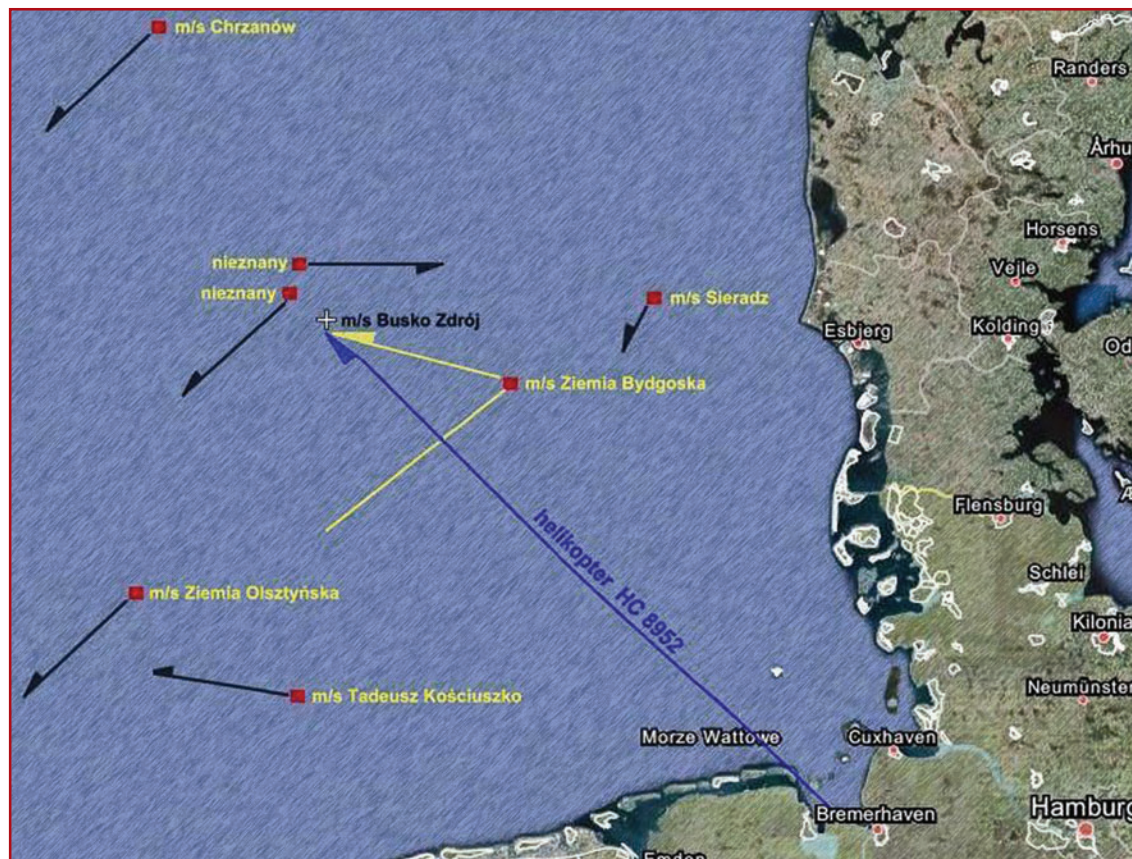 m/s Chrzanów
Randers
Århu
nieznany
Horsens
nieznany
Vejle
m/s Sieradz
m/s Busko Zdrój
Esbjerg
Kolding
Od
m/s Ziemia Bydgoska
helikopter HC 8952
Flensburg
Schlei
m/s Ziemia Olsztyńska
Kilonia
m/s Tadeusz Kościuszko
Neumünster
Morze Wattowe
Cuxhaven
Bremerhaven
Hamburg
Emden